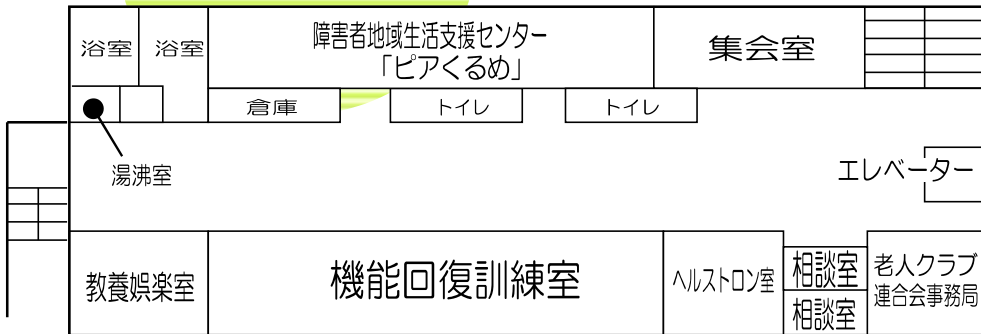 浴室
浴室
障害者地域生活支援センター
「ピアくるめ」
集会室
倉庫
トイレ
トイレ
湯沸室
エレベーター
教養娯楽室
機能回復訓練室
ヘルストロン室
相談室
相談室
老人クラブ
連合会事務局